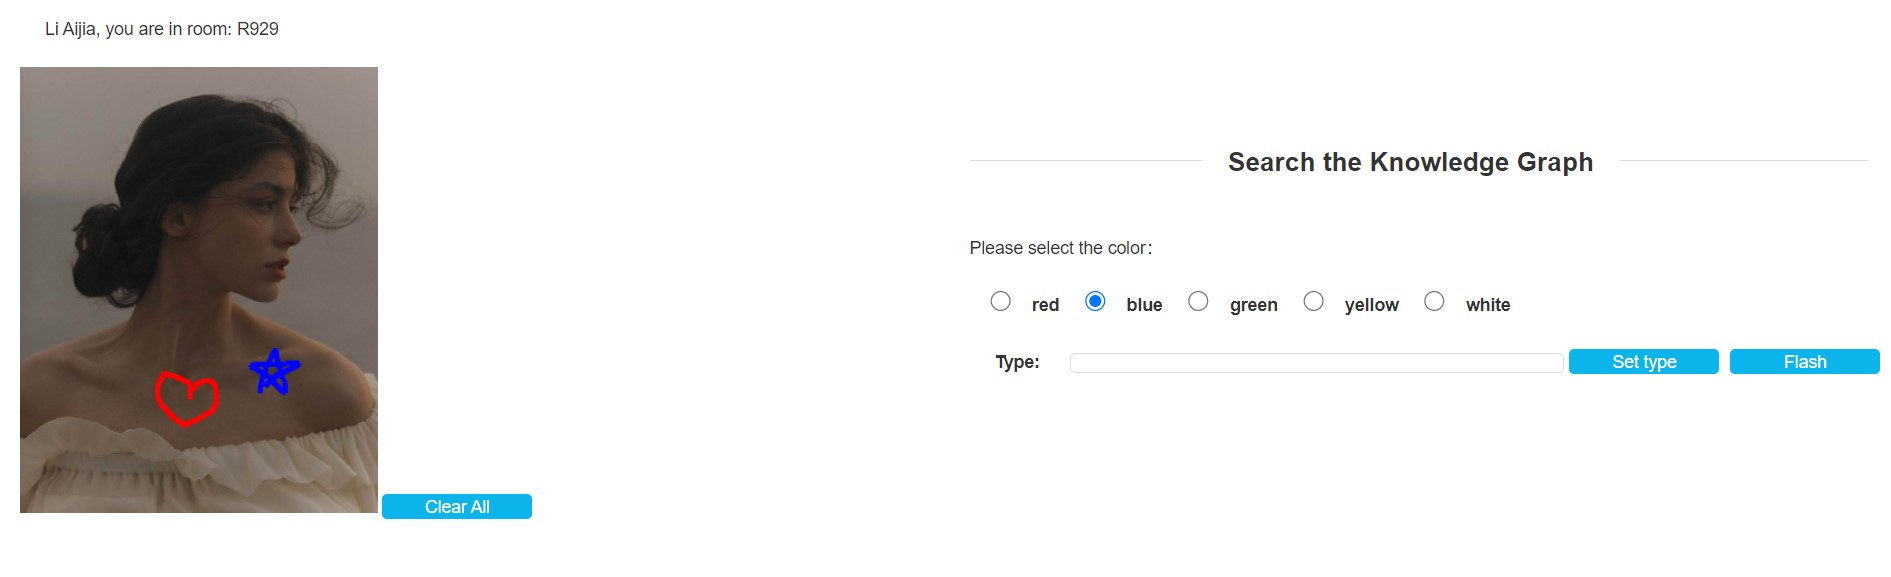 Li Aijia, you are in room: R929
Search the Knowledge Graph
Please select the color:
red blue green yellow white
Type: Set type Flash
Clear All